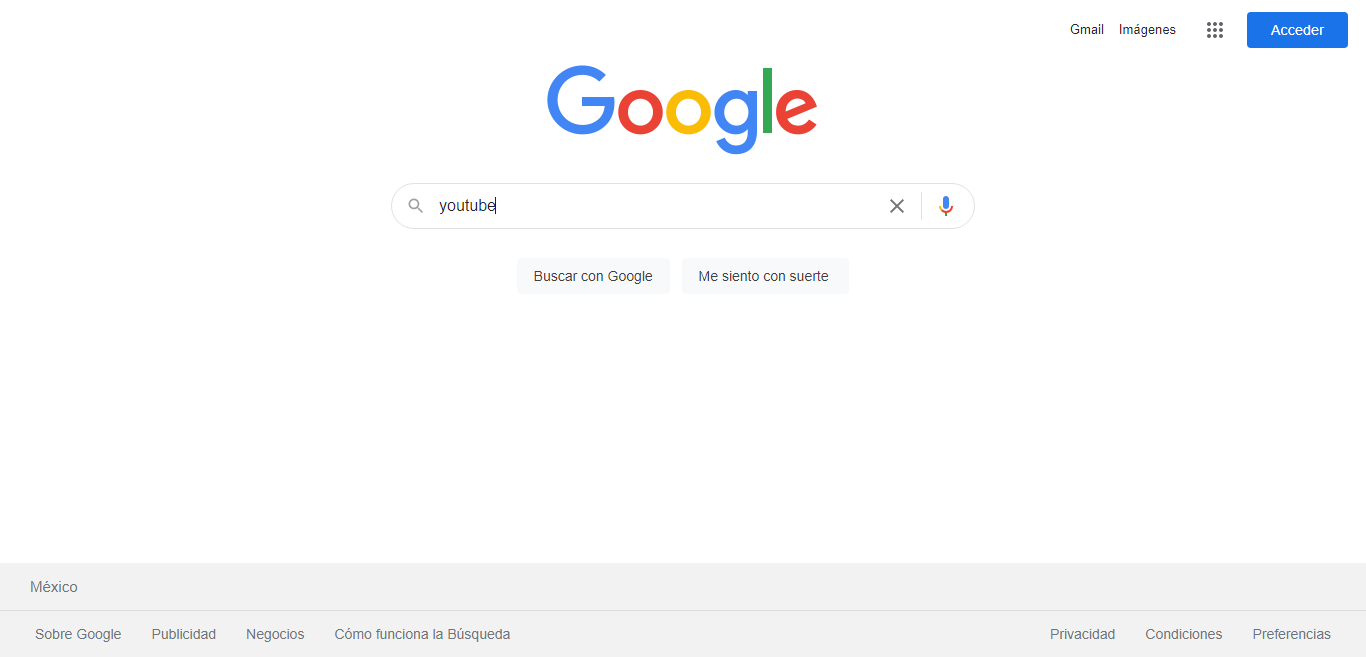 Gmail Imágenes Acceder
Google
youtube
Buscar con Google Me siento con suerte
México
Sobre Google Publicidad Negocios Cómo funciona la Búsqueda Privacidad Condiciones Preferencias